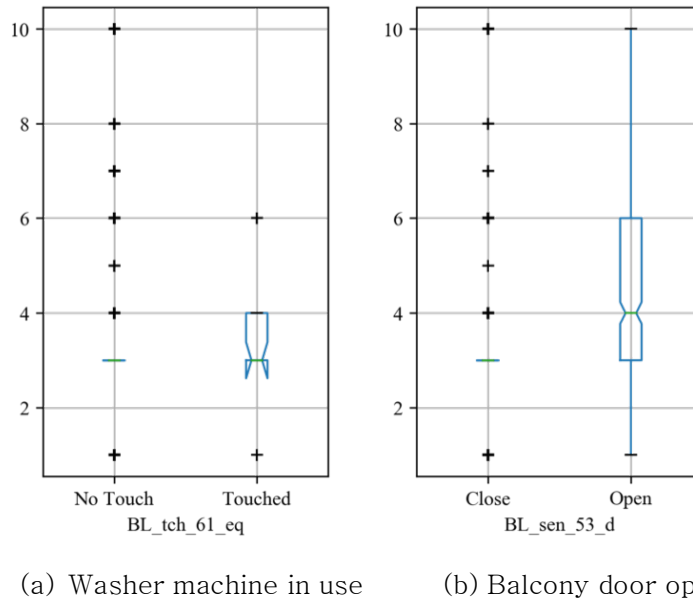 10
8
6
4
2
No Touch Touched
BL_tch_61_eq
10
8
6
4
2
Close Open
BL_sen_53_d
(a) Washer machine in use (b) Balcony door op